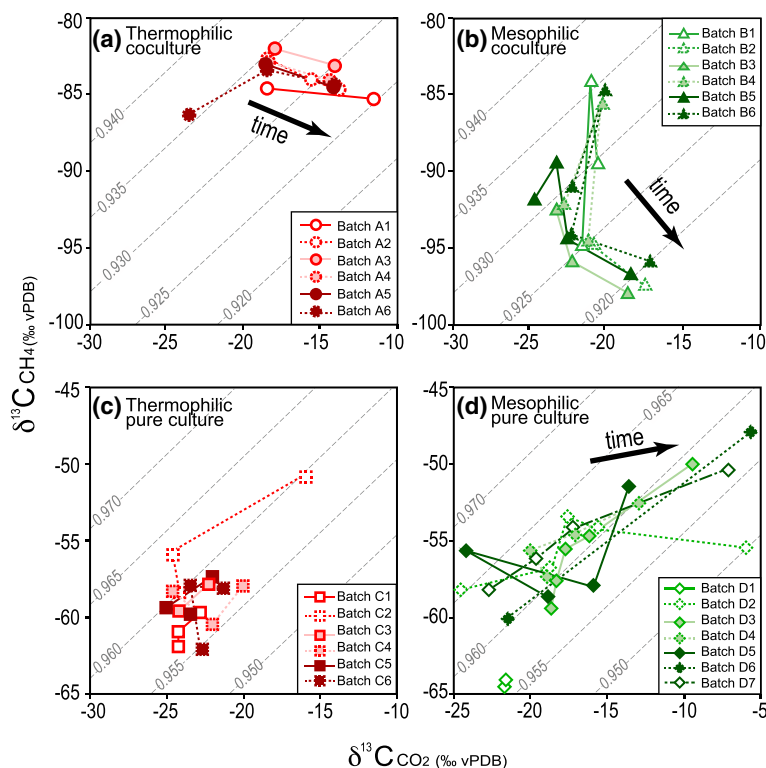 (a) Thermophilic coculture
-80
-85
-90
-95
-100
-30
-25
-20
-15
-10
0.940
0.935
0.930
0.925
0.920
time
Batch A1
Batch A2
Batch A3
Batch A4
Batch A5
Batch A6
(b) Mesophilic coculture
-30
-25
-20
-15
-10
0.940
0.935
0.930
0.925
0.920
time
Batch B1
Batch B2
Batch B3
Batch B4
Batch B5
Batch B6
δ¹³C CH4 (‰ vPDB)
(c) Thermophilic pure culture
-45
-50
-55
-60
-65
-30
-25
-20
-15
-10
0.970
0.965
0.960
0.955
0.950
Batch C1
Batch C2
Batch C3
Batch C4
Batch C5
Batch C6
(d) Mesophilic pure culture
-25
-20
-15
-10
-5
0.965
0.970
0.960
0.955
0.950
time
Batch D1
Batch D2
Batch D3
Batch D4
Batch D5
Batch D6
Batch D7
δ¹³C CO2 (‰ vPDB)